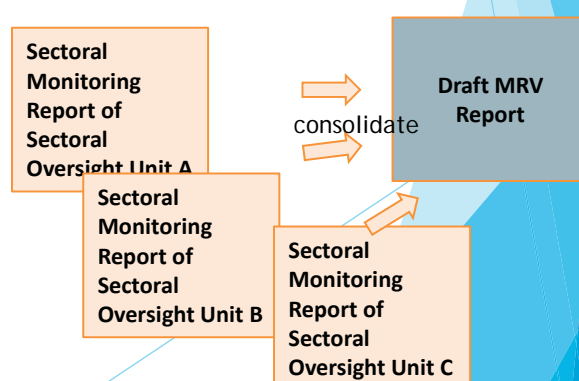 Sectoral
Monitoring
Report of
Sectoral
Oversight Unit A
Sectoral
Monitoring
Report of
Sectoral
Oversight Unit B
Sectoral
Monitoring
Report of
Sectoral
Oversight Unit C
consolidate
Draft MRV
Report